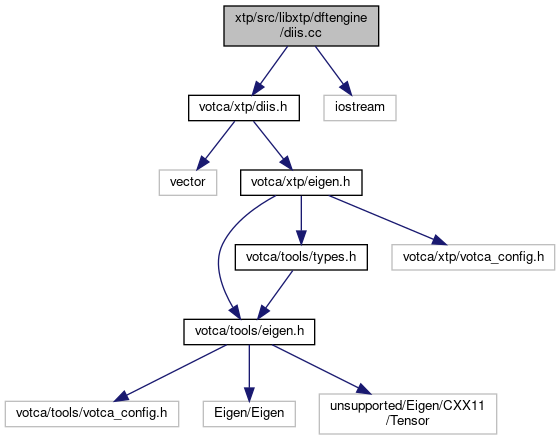 xtp/src/libxtp/dftengine
/diis.cc
votca/xtp/diis.h
iostream
vector
votca/xtp/eigen.h
votca/tools/types.h
votca/xtp/votca_config.h
votca/tools/eigen.h
votca/tools/votca_config.h
Eigen/Eigen
unsupported/Eigen/CXX11
/Tensor